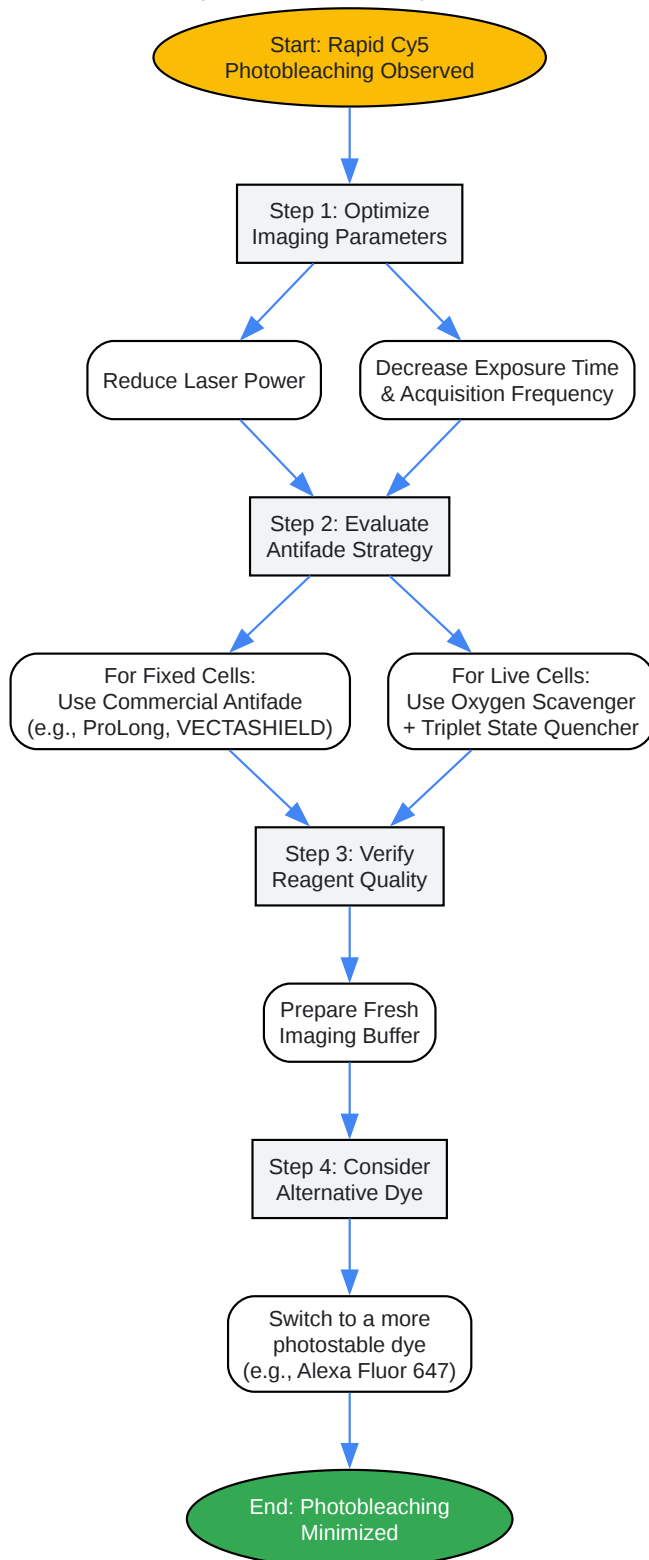 Start: Rapid Cy5
Photobleaching Observed
Step 1: Optimize
Imaging Parameters
Reduce Laser Power
Decrease Exposure Time
& Acquisition Frequency
Step 2: Evaluate
Antifade Strategy
For Fixed Cells:
Use Commercial Antifade
(e.g., ProLong, VECTASHIELD)
For Live Cells:
Use Oxygen Scavenger
+ Triplet State Quencher
Step 3: Verify
Reagent Quality
Prepare Fresh
Imaging Buffer
Step 4: Consider
Alternative Dye
Switch to a more
photostable dye
(e.g., Alexa Fluor 647)
End: Photobleaching
Minimized